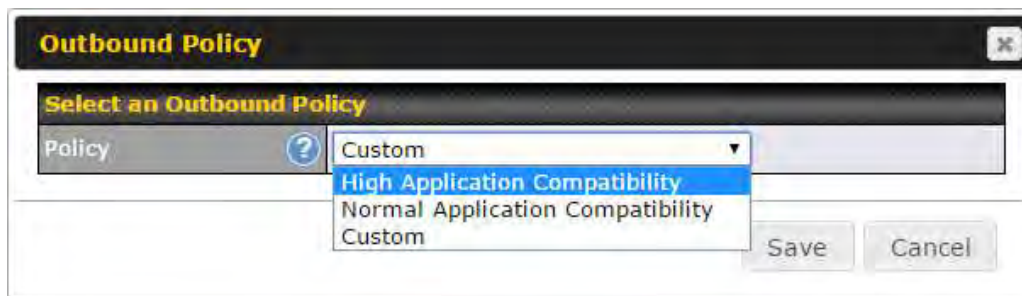 Outbound Policy
Select an Outbound Policy
Policy ? Custom
High Application Compatibility
Normal Application Compatibility
Custom
Save Cancel